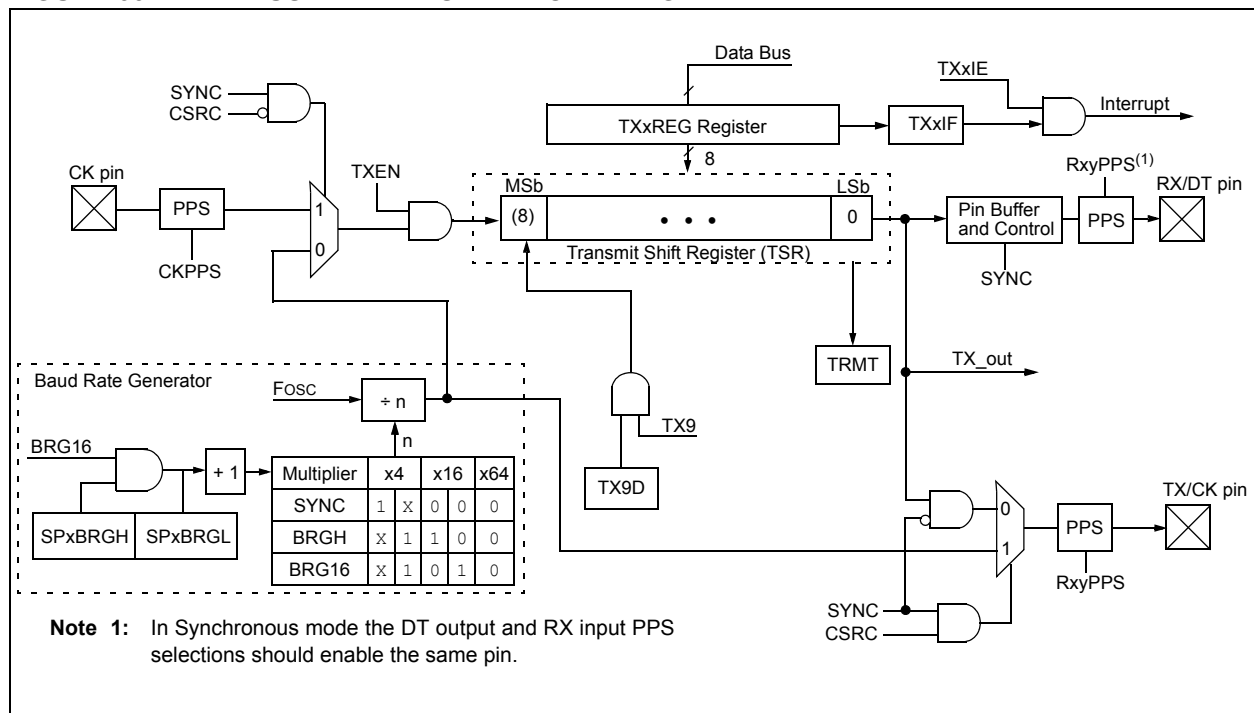 Data Bus
TXxIE
Interrupt
SYNC
CSRC
TXxREG Register
TXxIF
8
CK pin
TXEN
MSb
LSb
RxyPPS(1)
RX/DT pin
PPS
1
0
(8)
• • •
0
Pin Buffer
and Control
PPS
CKPPS
Transmit Shift Register (TSR)
SYNC
TRMT
TX_out
Baud Rate Generator
FOSC
÷ n
n
TX9
TX9D
BRG16
+ 1
SPxBRGH
SPxBRGL
Multiplier x4 x16 x64
SYNC 1 X 0 0 0
BRGH X 1 1 0 0
BRG16 X 1 0 1 0
TX/CK pin
0
1
PPS
RxyPPS
SYNC
CSRC
Note 1: In Synchronous mode the DT output and RX input PPS
selections should enable the same pin.